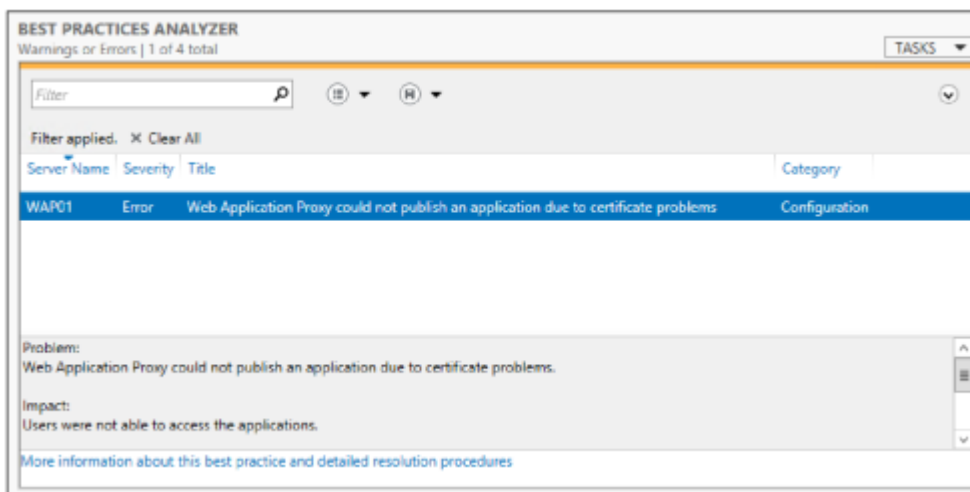 BEST PRACTICES ANALYZER
Warnings or Errors | 1 of 4 total
TASKS
Filter
Filter applied. × Clear All
Server Name Severity Title Category
WAP01 Error Web Application Proxy could not publish an application due to certificate problems Configuration
Problem:
Web Application Proxy could not publish an application due to certificate problems.
Impact:
Users were not able to access the applications.
More information about this best practice and detailed resolution procedures